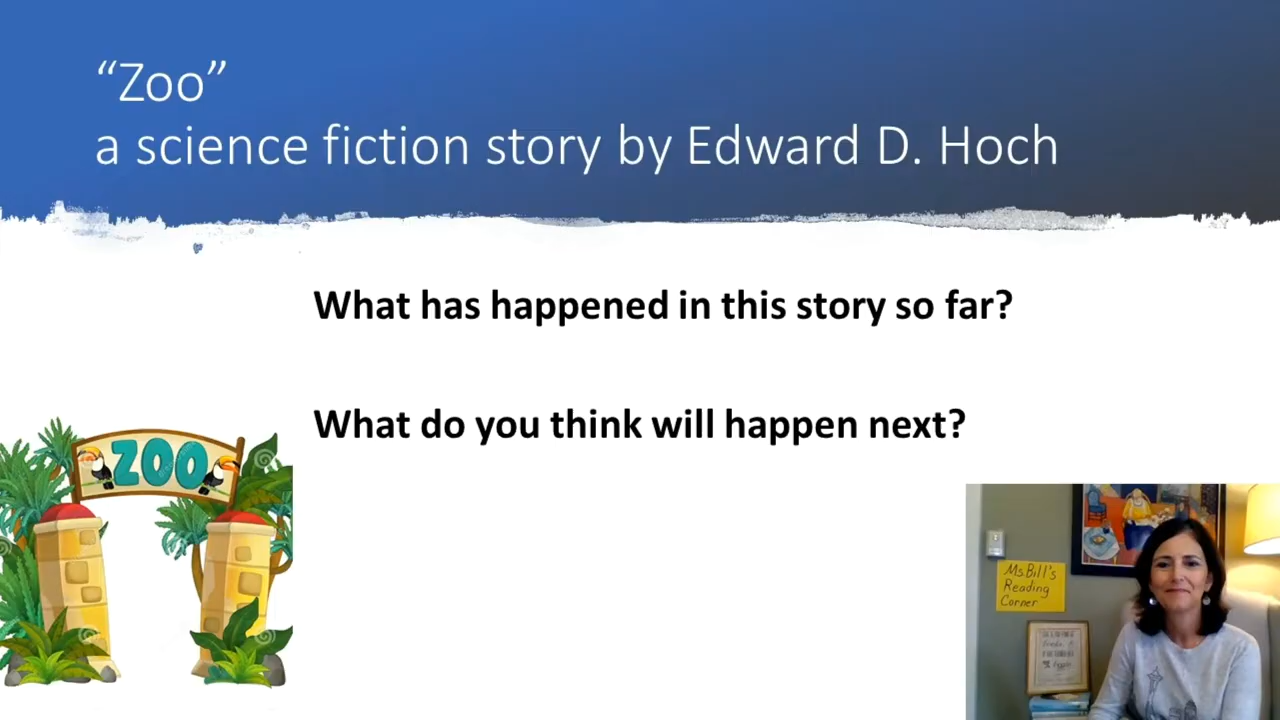 “Zoo”
a science fiction story by Edward D. Hoch
What has happened in this story so far?
What do you think will happen next?
ZOO
Ms Bill's
Reading
Corner